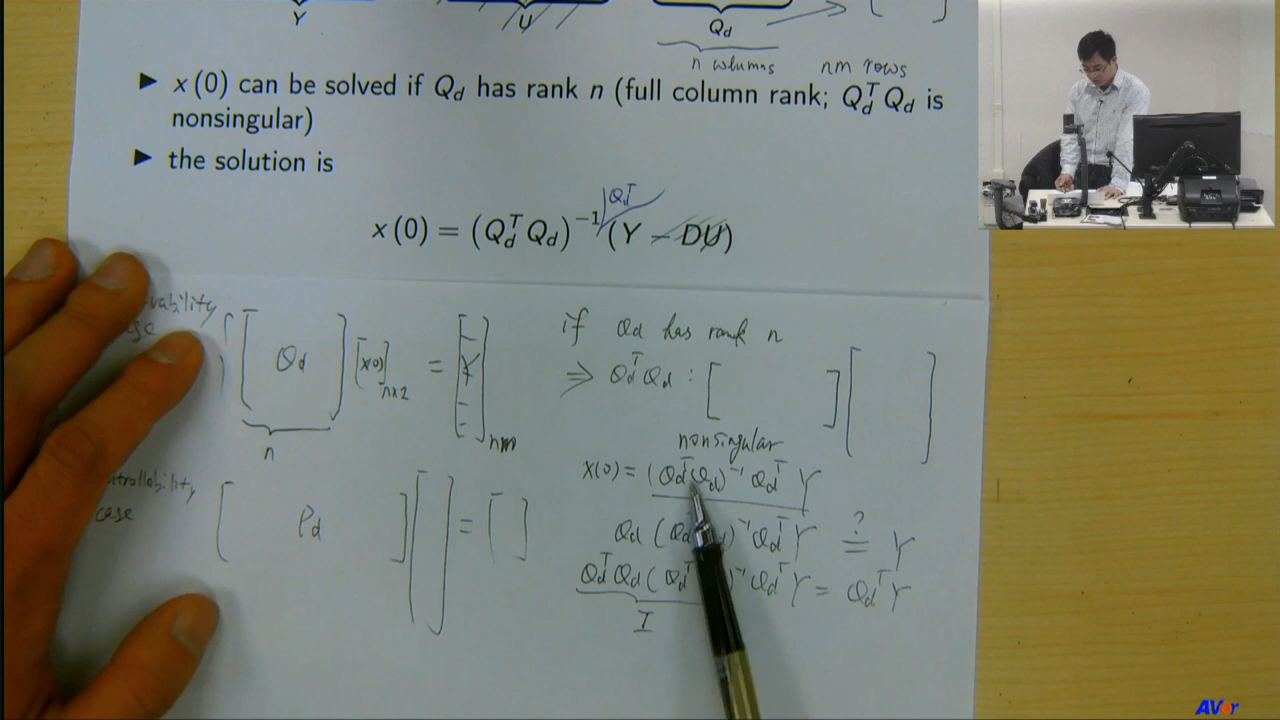 Y U Q_d
n columns nm rows
▶ x(0) can be solved if Q_d has rank n (full column rank; Q_d^T Q_d is
nonsingular)
▶ the solution is
Q_d^T
x(0) = (Q_d^T Q_d)^{-1} (Y − DU)
case
[ Q_d ] [x(0)]_{n×2} = [Y]_{nm}
n
case
[ P_d ] [ ] = [ ]
if Q_d has rank n
⇒ Q_d^T Q_d : [ ] [ ]
nonsingular
x(0) = (Q_d^T Q_d)^{-1} Q_d^T Y
Q_d (Q_d^T )^{-1} Q_d^T Y =? Y
Q_d^T Q_d (Q_d^T )^{-1} Q_d^T Y = Q_d^T Y
I
AVer